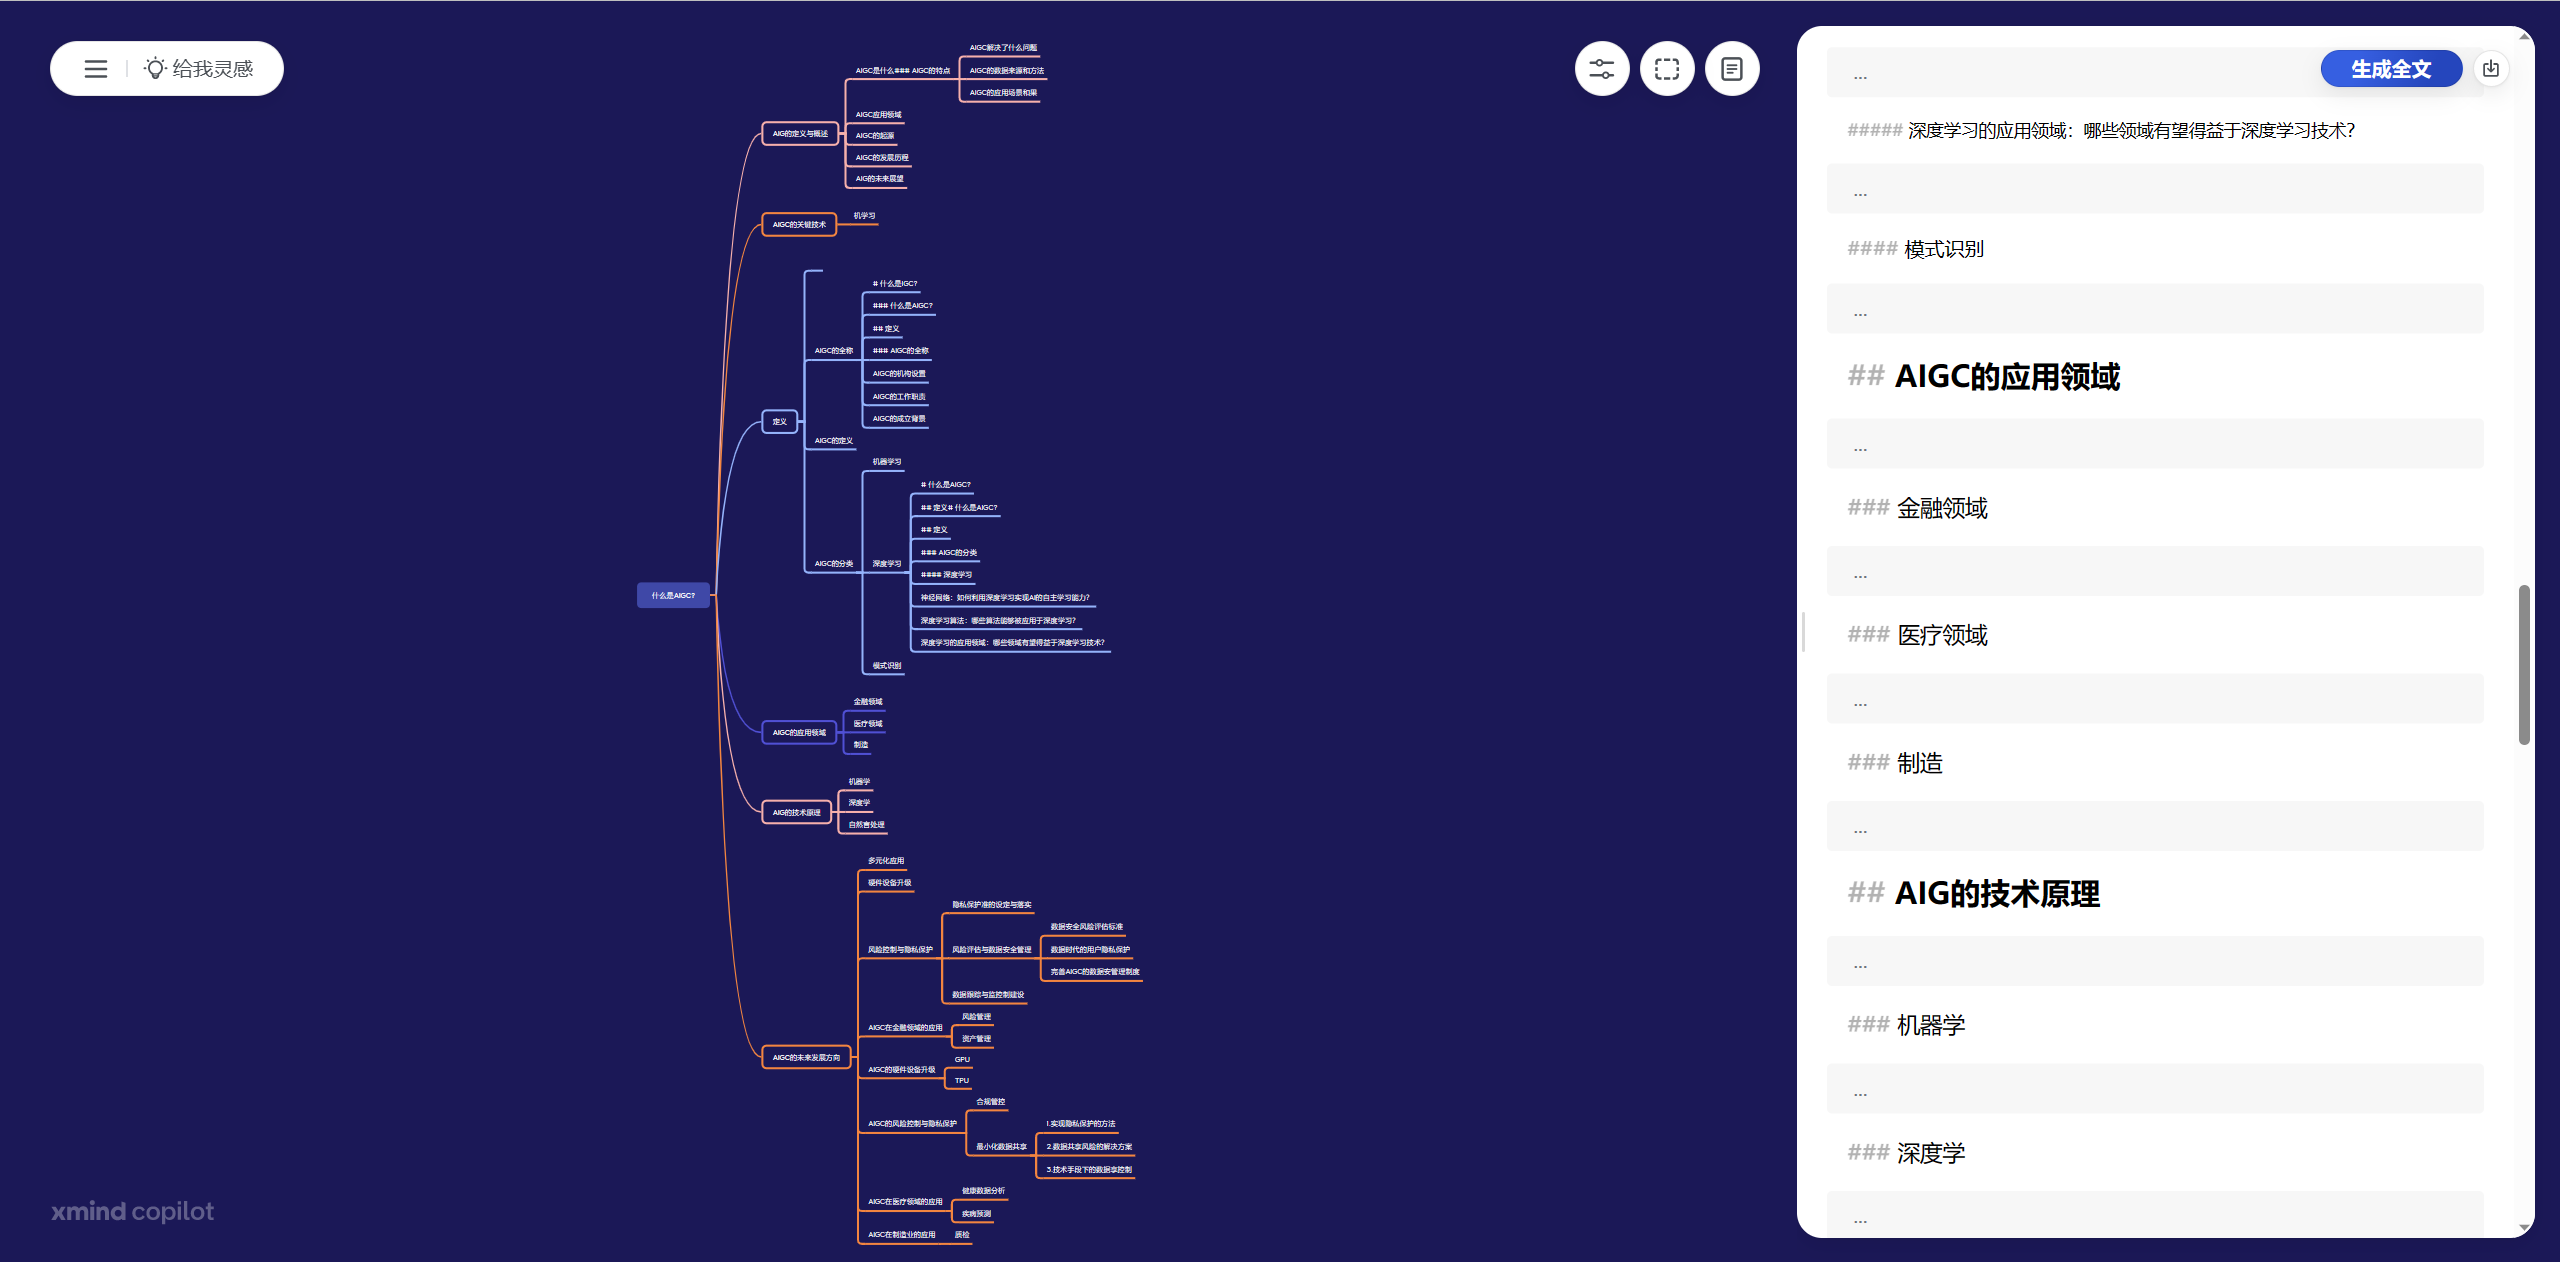 给我灵感
AIGC解决了什么问题
AIGC是什么### AIGC的特点
AIGC的数据来源和方法
AIGC的应用场景和果
AIGC应用领域
AIG的定义与概述
AIGC的起源
AIGC的发展历程
AIG的未来展望
AIGC的关键技术
机学习
# 什么是IGC?
### 什么是AIGC?
## 定义
AIGC的全称
### AIGC的全称
AIGC的机构设置
AIGC的工作职责
AIGC的成立背景
定义
AIGC的定义
机器学习
# 什么是AIGC?
## 定义# 什么是AIGC?
## 定义
### AIGC的分类
AIGC的分类
深度学习
#### 深度学习
神经网络：如何利用深度学习实现AI的自主学习能力?
深度学习算法：哪些算法能够被应用于深度学习?
深度学习的应用领域：哪些领域有望得益于深度学习技术?
模式识别
什么是AIGC?
金融领域
医疗领域
AIGC的应用领域
制造
机器学
深度学
AIG的技术原理
自然言处理
多元化应用
硬件设备升级
隐私保护准的设定与落实
数据安全风险评估标准
风险控制与隐私保护
风险评估与数据安全管理
数据时代的用户隐私保护
完善AIGC的数据安管理制度
数据跟踪与监控制建设
风险管理
AIGC在金融领域的应用
资产管理
AIGC的未来发展方向
GPU
AIGC的硬件设备升级
TPU
合规管控
AIGC的风险控制与隐私保护
1.实现隐私保护的方法
最小化数据共享
2.数据共享风险的解决方案
3.技术手段下的数据享控制
健康数据分析
AIGC在医疗领域的应用
疾病预测
AIGC在制造业的应用
质检
xmind copilot
...
生成全文
##### 深度学习的应用领域：哪些领域有望得益于深度学习技术?
...
#### 模式识别
...
## AIGC的应用领域
...
### 金融领域
...
### 医疗领域
...
### 制造
...
## AIG的技术原理
...
### 机器学
...
### 深度学
...